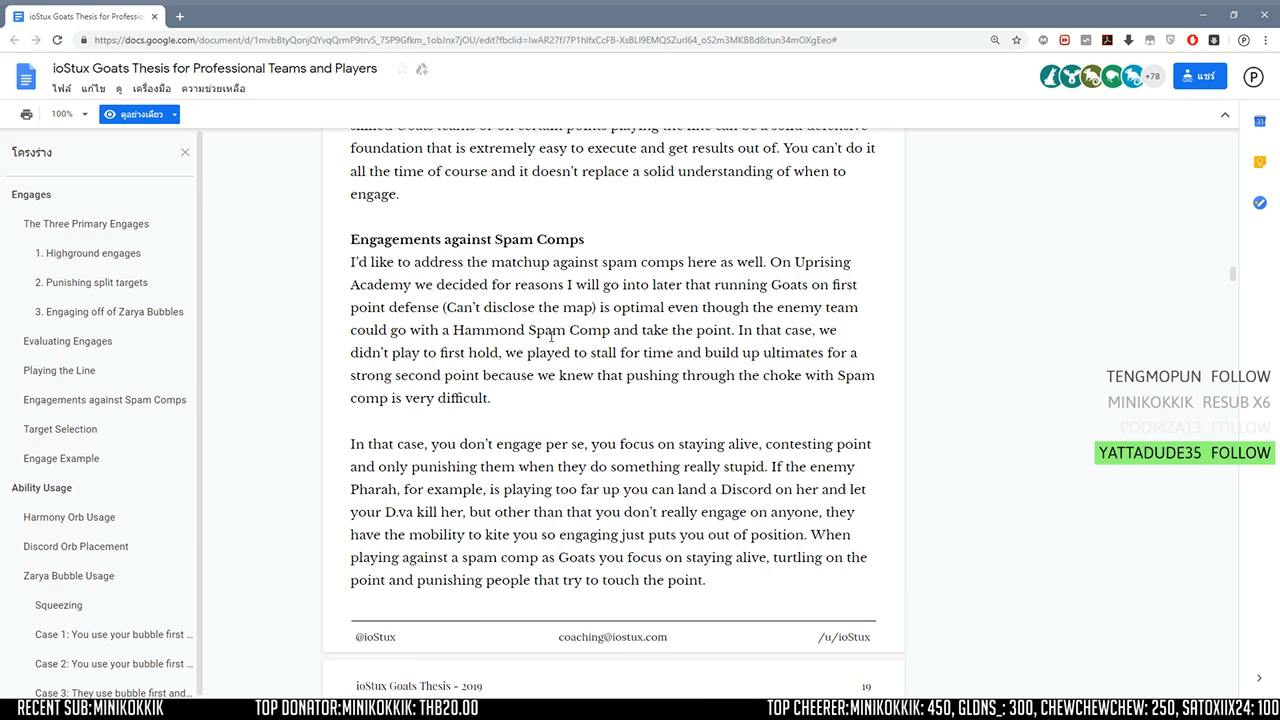 ioStux Goats Thesis for Professio
https://docs.google.com/document/d/1mvbBtyQonjQYvqQrmP9trvS_7SP9Gfkm_1obJnx7jOU/edit?fbclid=IwAR27fJ7P1hIfxCcFB-XsBLl9EMQSZurl64_oS2m3MKBBd8itun34mOXgEeo#
ioStux Goats Thesis for Professional Teams and Players
ไฟล์ แก้ไข ดู เครื่องมือ ความช่วยเหลือ
+78
แชร์
P
100%
ดูอย่างเดียว
โครงร่าง
Engages
The Three Primary Engages
1. Highground engages
2. Punishing split targets
3. Engaging off of Zarya Bubbles
Evaluating Engages
Playing the Line
Engagements against Spam Comps
Target Selection
Engage Example
Ability Usage
Harmony Orb Usage
Discord Orb Placement
Zarya Bubble Usage
Squeezing
Case 1: You use your bubble first ...
Case 2: You use your bubble first ...
Case 3: They use bubble first and...
skilled Goats teams or on certain points playing the line can be a solid defensive
foundation that is extremely easy to execute and get results out of. You can't do it
all the time of course and it doesn't replace a solid understanding of when to
engage.
Engagements against Spam Comps
I'd like to address the matchup against spam comps here as well. On Uprising
Academy we decided for reasons I will go into later that running Goats on first
point defense (Can't disclose the map) is optimal even though the enemy team
could go with a Hammond Spam Comp and take the point. In that case, we
didn't play to first hold, we played to stall for time and build up ultimates for a
strong second point because we knew that pushing through the choke with Spam
comp is very difficult.
In that case, you don't engage per se, you focus on staying alive, contesting point
and only punishing them when they do something really stupid. If the enemy
Pharah, for example, is playing too far up you can land a Discord on her and let
your D.va kill her, but other than that you don't really engage on anyone, they
have the mobility to kite you so engaging just puts you out of position. When
playing against a spam comp as Goats you focus on staying alive, turtling on the
point and punishing people that try to touch the point.
@ioStux coaching@iostux.com /u/ioStux
ioStux Goats Thesis - 2019 19
TENGMOPUN FOLLOW
MINIKOKKIK RESUB X6
POOMZA13 FOLLOW
YATTADUDE35 FOLLOW
RECENT SUB:MINIKOKKIK TOP DONATOR:MINIKOKKIK: THB20.00 TOP CHEERER:MINIKOKKIK: 450, GLDNS_: 300, CHEWCHEWCHEW: 250, SATOXIIX24: 100